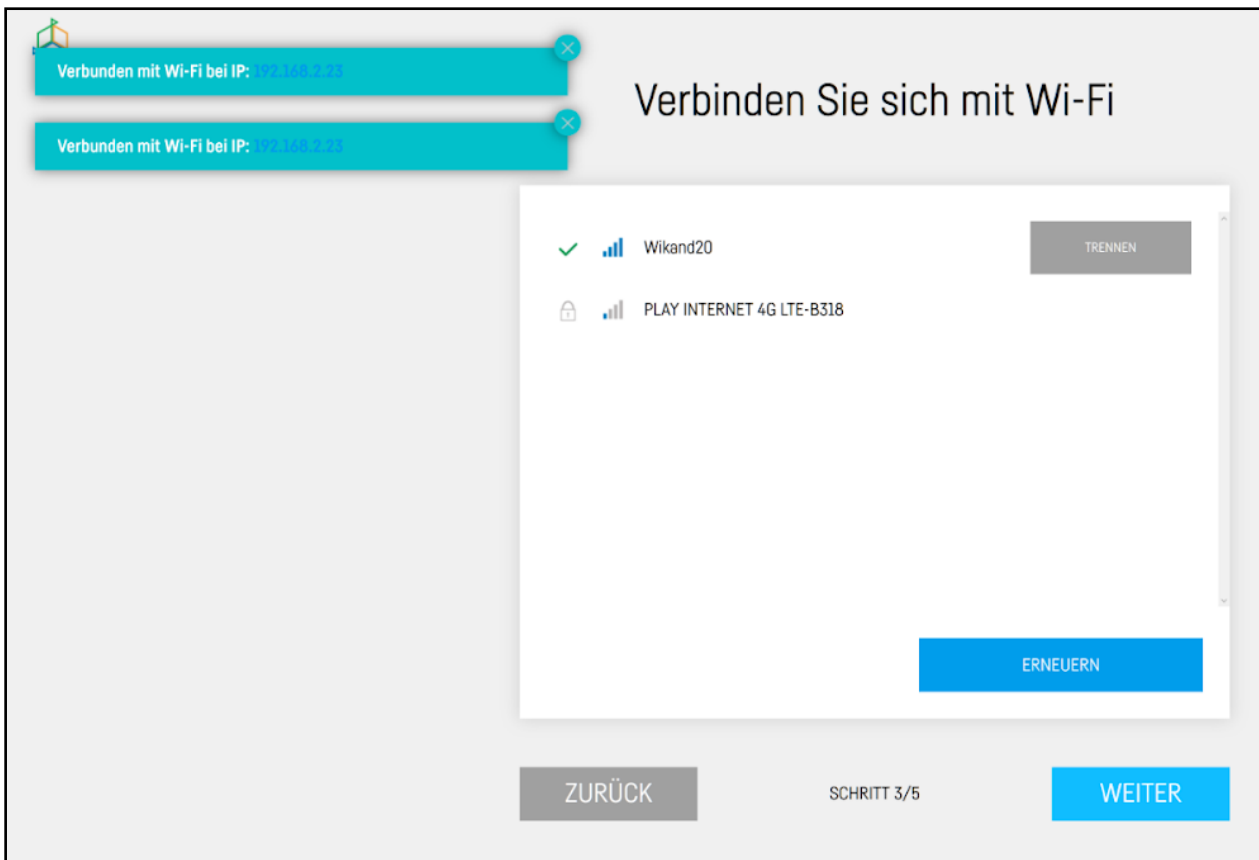 Verbunden mit Wi-Fi bei IP: 192.168.2.23
Verbunden mit Wi-Fi bei IP: 192.168.2.23
Verbinden Sie sich mit Wi-Fi
Wikand20
TRENNEN
PLAY INTERNET 4G LTE-B318
ERNEUERN
ZURÜCK
SCHRITT 3/5
WEITER